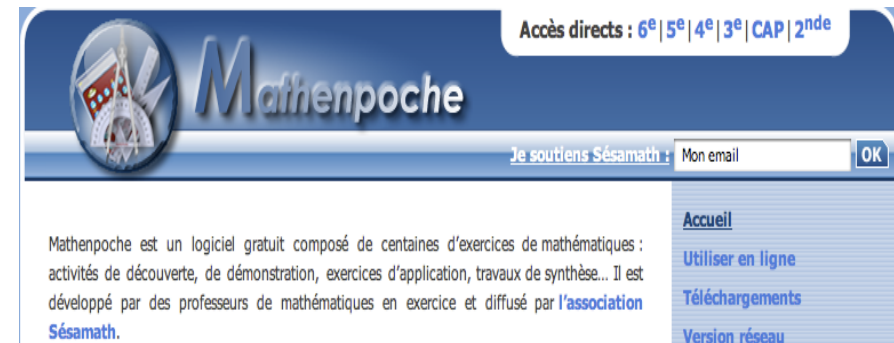 Accès directs : 6e | 5e | 4e | 3e | CAP | 2nde
Mathenpoche
Je soutiens Sésamath : Mon email OK
Mathenpoche est un logiciel gratuit composé de centaines d'exercices de mathématiques :
activités de découverte, de démonstration, exercices d'application, travaux de synthèse... Il est
développé par des professeurs de mathématiques en exercice et diffusé par l'association
Sésamath.
Accueil
Utiliser en ligne
Téléchargements
Version réseau